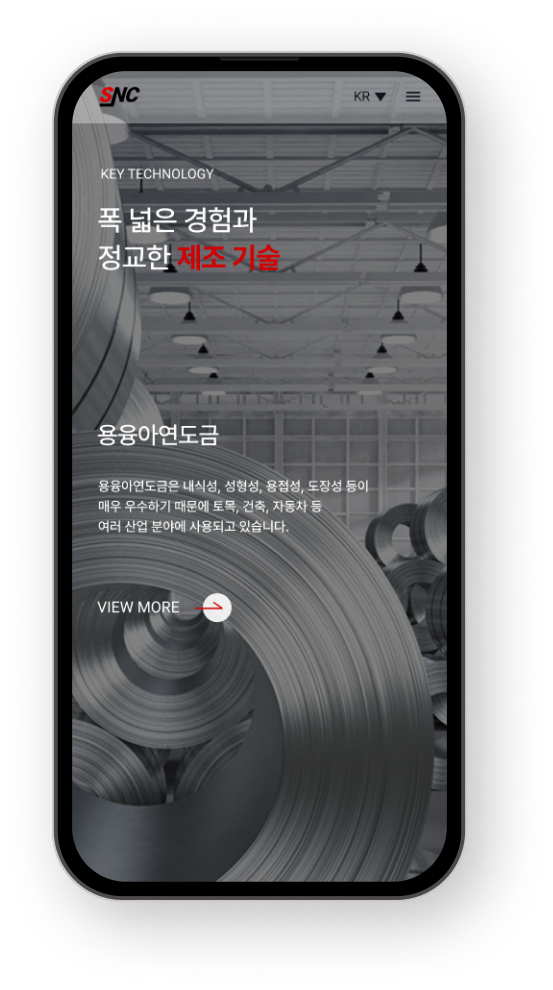 SNC
KR
KEY TECHNOLOGY
폭 넓은 경험과
정교한 제조 기술
용융아연도금
용융아연도금은 내식성, 성형성, 용접성, 도장성 등이
매우 우수하기 때문에 토목, 건축, 자동차 등
여러 산업 분야에 사용되고 있습니다.
VIEW MORE